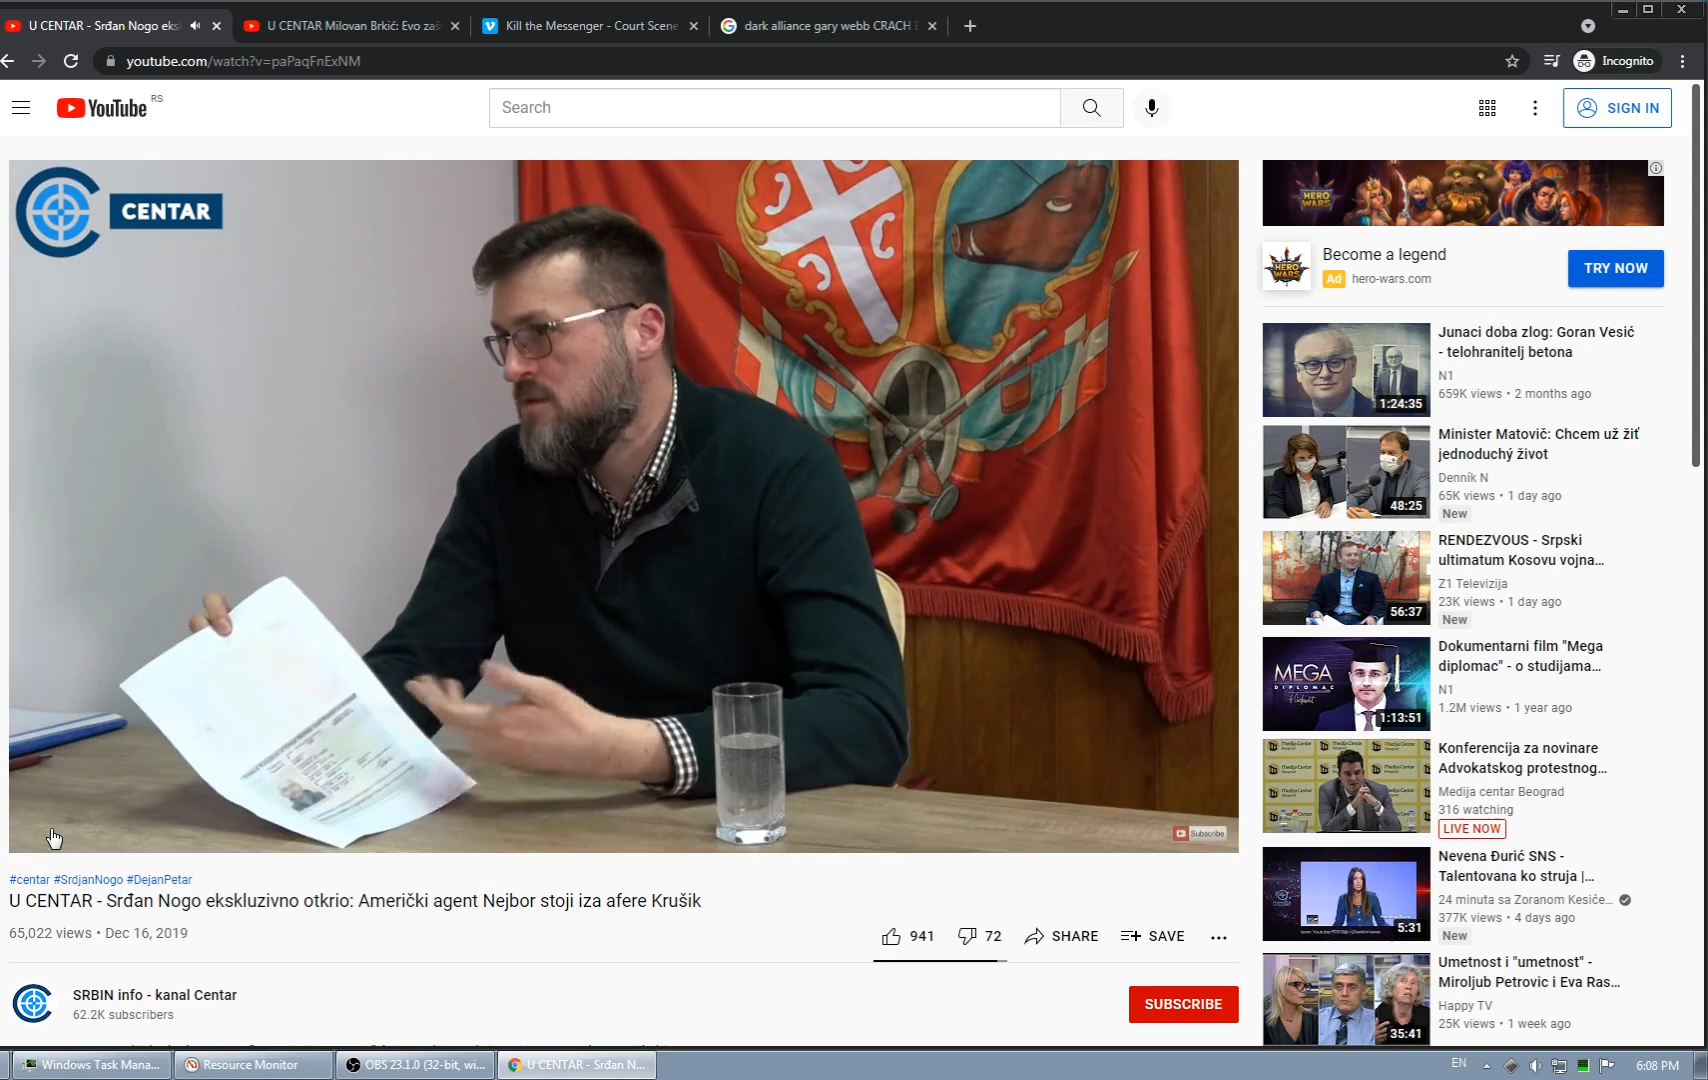 U CENTAR - Srđan Nogo eks
U CENTAR Milovan Brkić: Evo zaš
Kill the Messenger - Court Scene
dark alliance gary webb CRACH E
youtube.com/watch?v=paPaqFnExNM
Incognito
YouTube RS
Search
SIGN IN
CENTAR
Subscribe
#centar #SrdjanNogo #DejanPetar
U CENTAR - Srđan Nogo ekskluzivno otkrio: Američki agent Nejbor stoji iza afere Krušik
65,022 views • Dec 16, 2019
941
72
SHARE
SAVE
SRBIN info - kanal Centar
62.2K subscribers
SUBSCRIBE
HERO WARS
HERO WARS
Become a legend
Ad hero-wars.com
TRY NOW
1:24:35
Junaci doba zlog: Goran Vesić
- telohranitelj betona
N1
659K views • 2 months ago
48:25
Minister Matovič: Chcem už žiť
jednoduchý život
Denník N
65K views • 1 day ago
New
56:37
RENDEZVOUS - Srpski
ultimatum Kosovu vojna...
Z1 Televizija
23K views • 1 day ago
New
MEGA
DIPLOMAC
1:13:51
Dokumentarni film "Mega
diplomac" - o studijama...
N1
1.2M views • 1 year ago
Konferencija za novinare
Advokatskog protestnog...
Medija centar Beograd
316 watching
LIVE NOW
5:31
Nevena Đurić SNS -
Talentovana ko struja |...
24 minuta sa Zoranom Kesiće...
377K views • 4 days ago
New
35:41
Umetnost i "umetnost" -
Miroljub Petrovic i Eva Ras...
Happy TV
25K views • 1 week ago
Windows Task Mana...
Resource Monitor
OBS 23.1.0 (32-bit, wi...
U CENTAR - Srđan N...
EN
6:08 PM